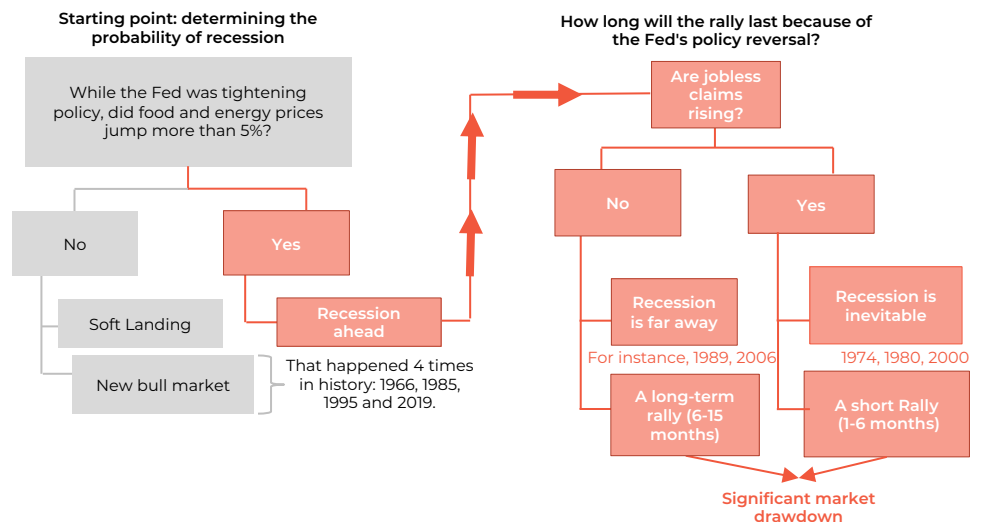 Starting point: determining the
probability of recession
While the Fed was tightening
policy, did food and energy prices
jump more than 5%?
No
Yes
Soft Landing
Recession
ahead
New bull market
That happened 4 times
in history: 1966, 1985,
1995 and 2019.
How long will the rally last because of
the Fed's policy reversal?
Are jobless
claims
rising?
No
Yes
Recession
is far away
For instance, 1989, 2006
A long-term
rally (6-15
months)
Recession is
inevitable
1974, 1980, 2000
A short Rally
(1-6 months)
Significant market
drawdown